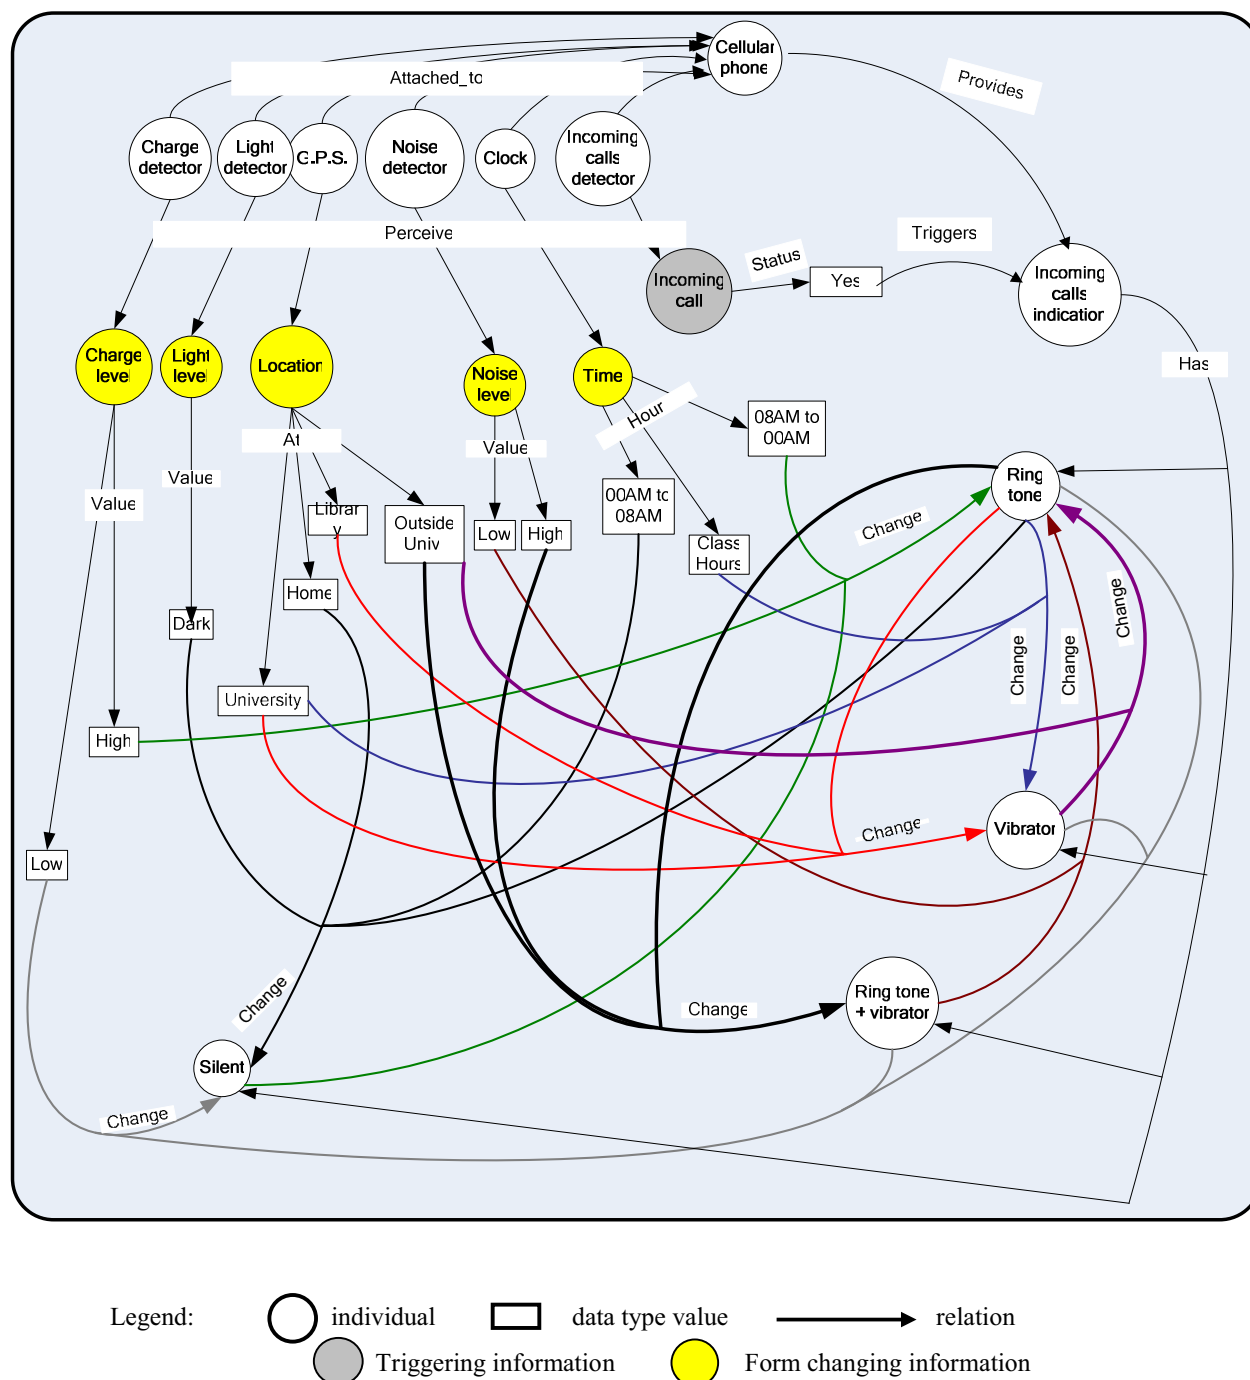 Cellular
phone
Attached_to
Provides
Charge
detector
Light
detector
G.P.S.
Noise
detector
Clock
Incoming
calls
detector
Perceive
Triggers
Status
Incoming
call
Yes
Incoming
calls
indication
Has
Charge
level
Light
level
Location
Noise
level
Time
Hour
08AM to
00AM
At
Value
Value
Value
Ring
tone
00AM to
08AM
Librar
y
Outside
Univ
Low
High
Class
Hours
Change
Home
Dark
Change
Change
Change
University
High
Low
Change
Vibrator
Change
Change
Ring tone
+ vibrator
Silent
Change
Legend:
individual
data type value
relation
Triggering information
Form changing information